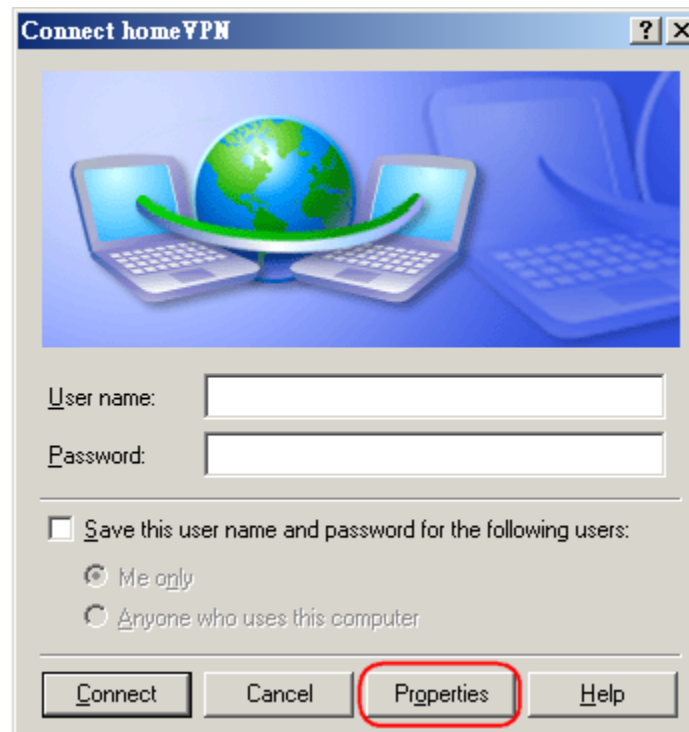 Connect homeVPN
User name:
Password:
Save this user name and password for the following users:
Me only
Anyone who uses this computer
Connect Cancel Properties Help